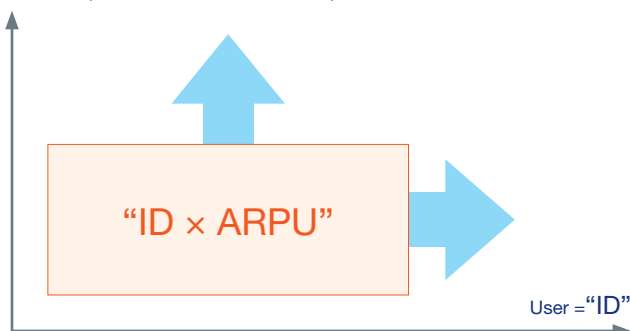 “ID × ARPU”
User =“ID”